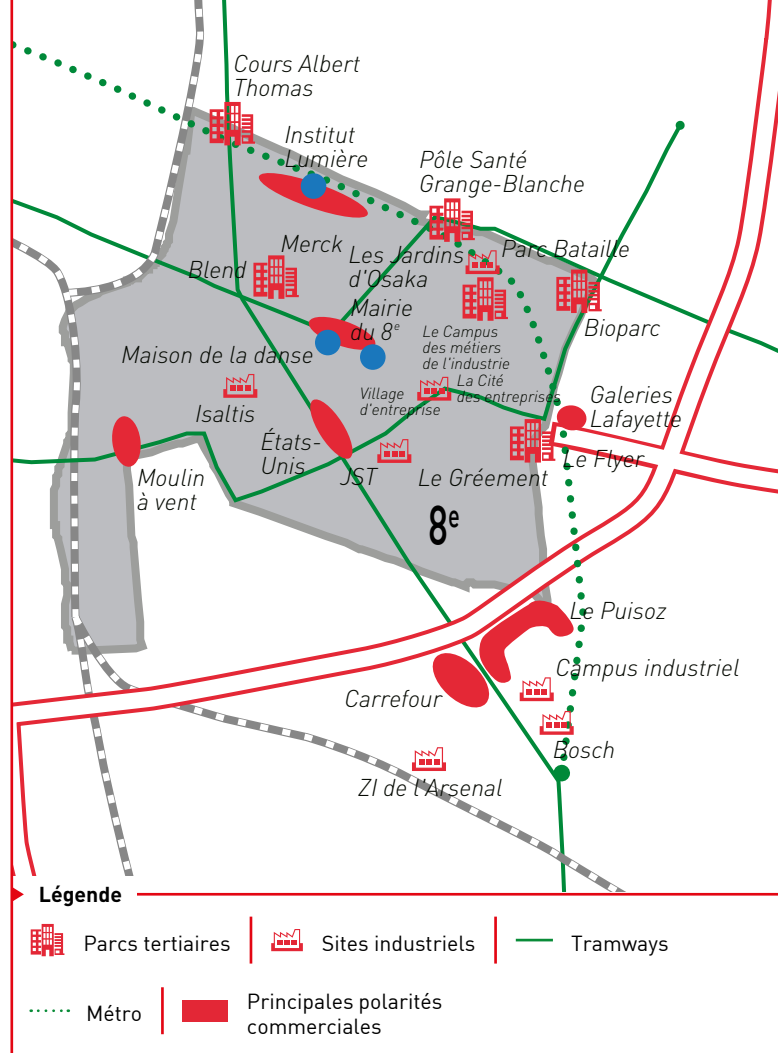 Cours Albert
Thomas
Institut
Lumière
Pôle Santé
Grange-Blanche
Merck
Les Jardins
d'Osaka
Parc Bataille
Blend
Mairie
du 8e
Bioparc
Le Campus
des métiers
de l'industrie
Maison de la danse
La Cité
des entreprises
Village
d'entreprise
Galeries
Lafayette
Isaltis
États-
Unis
Le Flyer
JST
Le Gréement
Moulin
à vent
8e
Le Puisoz
Campus industriel
Carrefour
Bosch
ZI de l'Arsenal
Légende
Parcs tertiaires
Sites industriels
Tramways
Métro
Principales polarités
commerciales